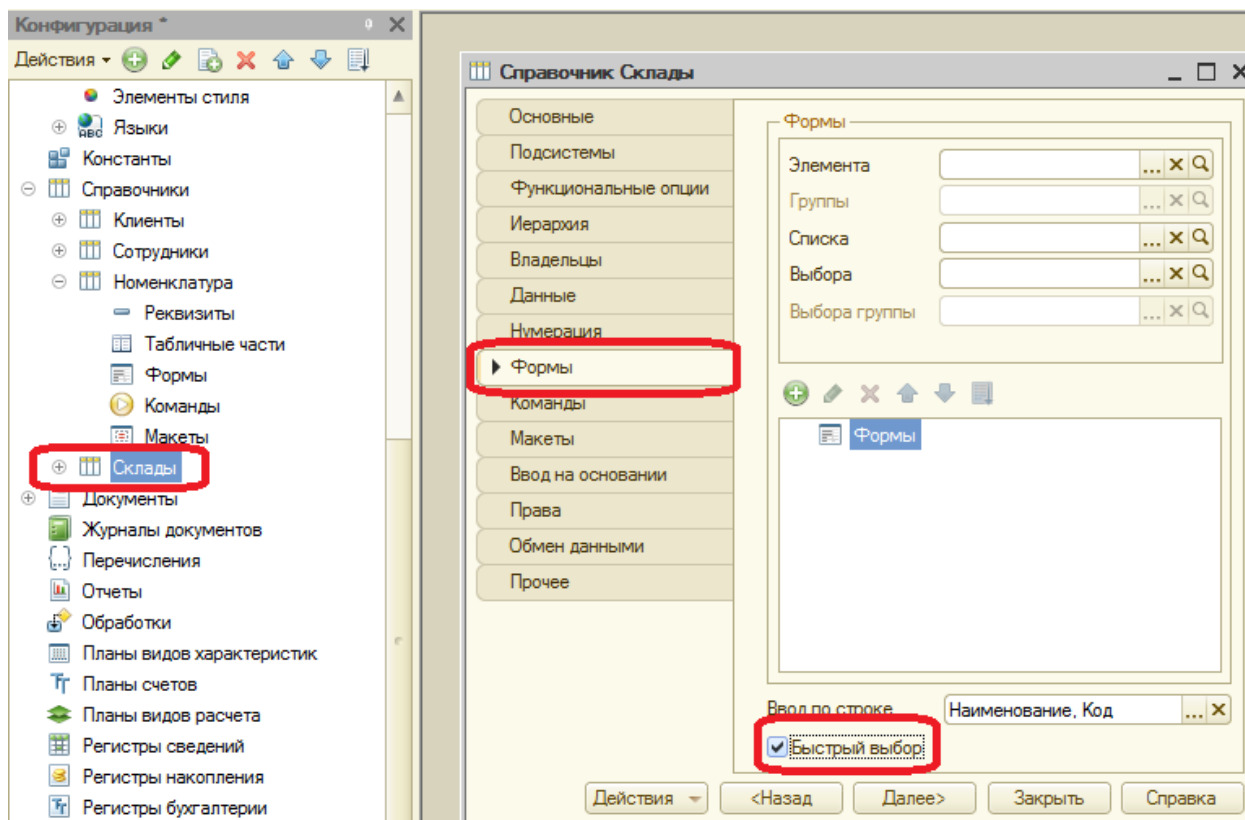 Конфигурация *
Действия
Элементы стиля
Языки
Константы
Справочники
Клиенты
Сотрудники
Номенклатура
Реквизиты
Табличные части
Формы
Команды
Макеты
Склады
Документы
Журналы документов
Перечисления
Отчеты
Обработки
Планы видов характеристик
Планы счетов
Планы видов расчета
Регистры сведений
Регистры накопления
Регистры бухгалтерии
Справочник Склады
Основные
Подсистемы
Функциональные опции
Иерархия
Владельцы
Данные
Нумерация
Формы
Команды
Макеты
Ввод на основании
Права
Обмен данными
Прочее
Формы
Элемента
Группы
Списка
Выбора
Выбора группы
Формы
Ввод по строке Наименование, Код
Быстрый выбор
Действия <Назад Далее> Закрыть Справка